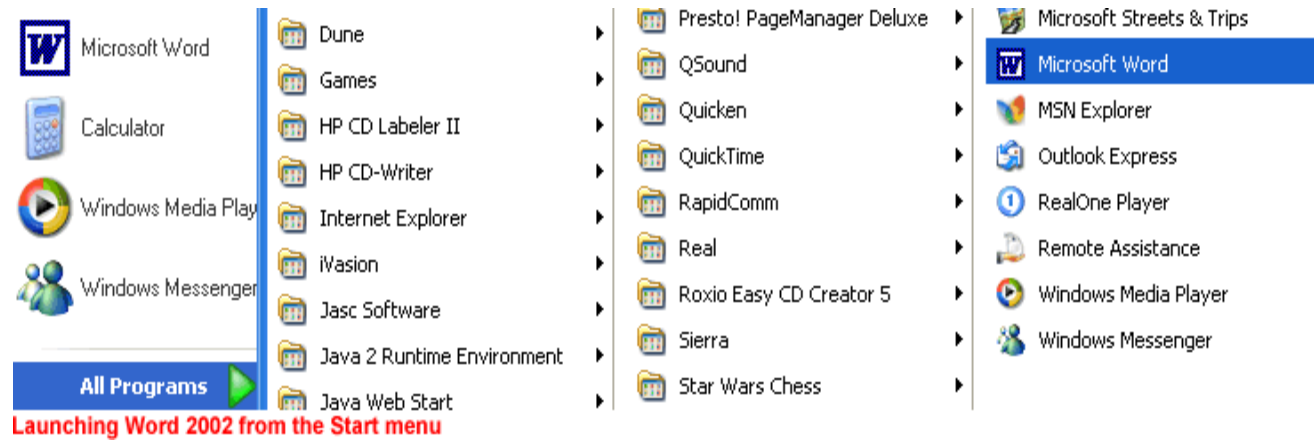 Microsoft Word
Calculator
Windows Media Play
Windows Messenger
All Programs
Dune
Games
HP CD Labeler II
HP CD-Writer
Internet Explorer
iVasion
Jasc Software
Java 2 Runtime Environment
Java Web Start
Presto! PageManager Deluxe
QSound
Quicken
QuickTime
RapidComm
Real
Roxio Easy CD Creator 5
Sierra
Star Wars Chess
Microsoft Streets & Trips
Microsoft Word
MSN Explorer
Outlook Express
RealOne Player
Remote Assistance
Windows Media Player
Windows Messenger
Launching Word 2002 from the Start menu